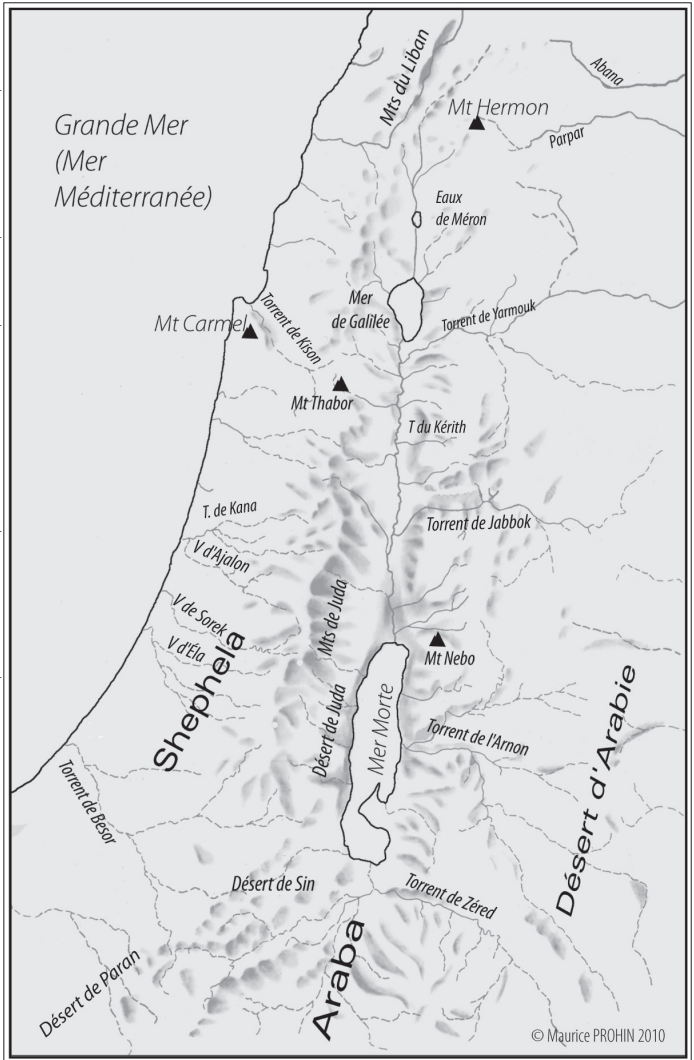 Abana
Mts du Liban
Mt Hermon
Grande Mer
(Mer
Méditerranée)
Parpar
Eaux
de Méron
Mer
de Galilée
Torrent de Kison
Torrent de Yarmouk
Mt Carmel
Mt Thabor
T du Kérith
T. de Kana
Torrent de Jabbok
V d'Ajalon
V de Sorek
Mts de Juda
V d'Éla
Mt Nebo
Shephela
Désert de Juda
Mer Morte
Torrent de l'Arnon
Désert d'Arabie
Torrent de Besor
Désert de Sin
Torrent de Zéred
Araba
Désert de Paran
© Maurice PROHIN 2010